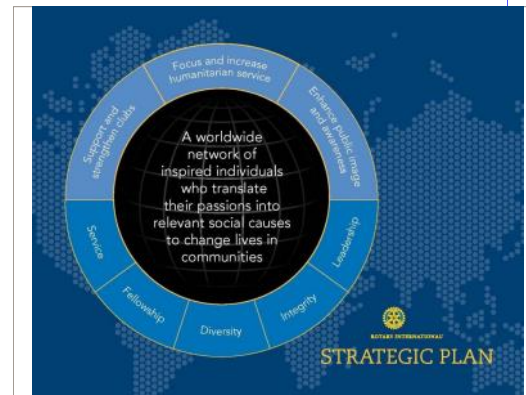 Focus and increase
humanitarian service
Support and
strengthen clubs
Enhance public image
and awareness
A worldwide
network of
inspired individuals
who translate
their passions into
relevant social causes
to change lives in
communities
Service
Fellowship
Diversity
Integrity
Leadership
ROTARY INTERNATIONAL
STRATEGIC PLAN